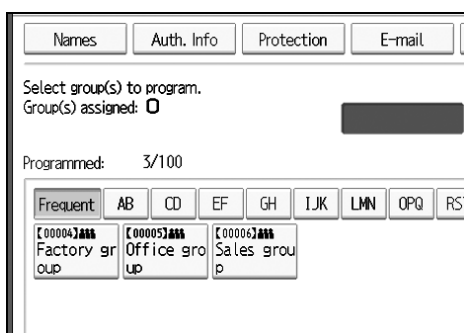 Names Auth. Info Protection E-mail
Select group(s) to program.
Group(s) assigned: 0
Programmed: 3/100
Frequent AB CD EF GH IJK LMN OPQ RS
[00004] [00005] [00006]
Factory gr Office gro Sales grou
oup up p